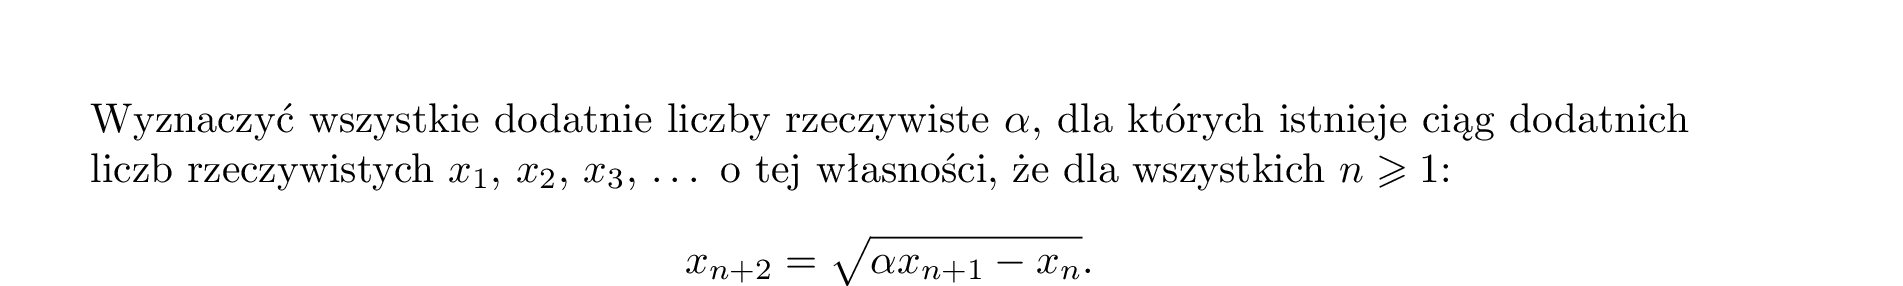 Wyznaczyć wszystkie dodatnie liczby rzeczywiste α, dla których istnieje ciąg dodatnich
liczb rzeczywistych x₁, x₂, x₃, ... o tej własności, że dla wszystkich n ⩾ 1:
xₙ₊₂ = √(αxₙ₊₁ − xₙ).